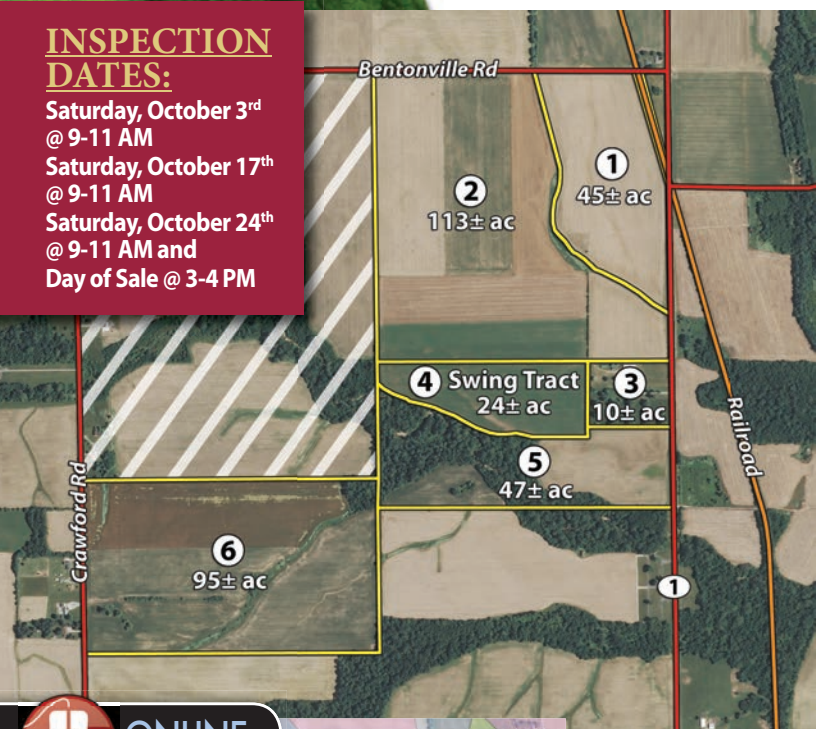 INSPECTION
DATES:
Saturday, October 3rd
@ 9-11 AM
Saturday, October 17th
@ 9-11 AM
Saturday, October 24th
@ 9-11 AM and
Day of Sale @ 3-4 PM
Bentonville Rd
1
45± ac
2
113± ac
4 Swing Tract
24± ac
3
10± ac
5
47± ac
6
95± ac
Crawford Rd
Railroad
1
ONLINE